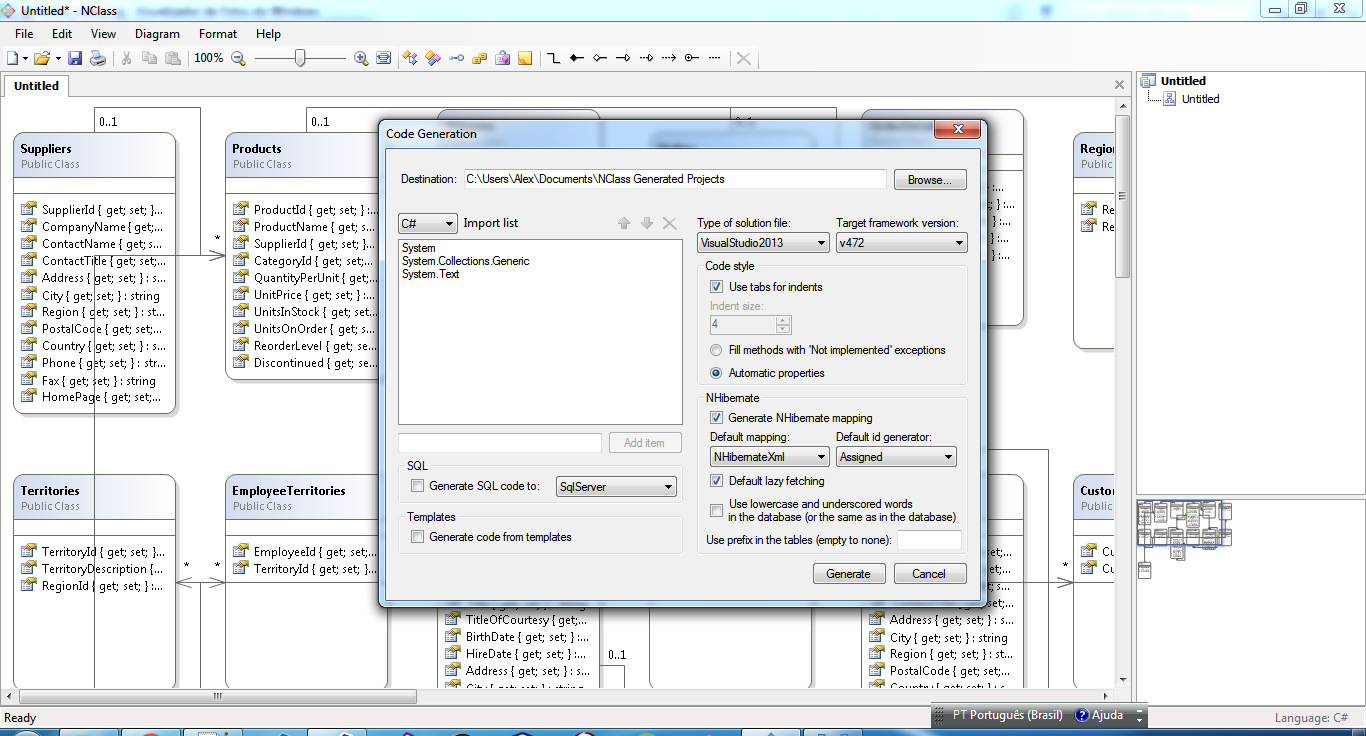 Untitled* - NClass
File Edit View Diagram Format Help
100%
Untitled
Untitled
Untitled
0..1
0..1
Suppliers
Public Class
SupplierId { get; set; }...
CompanyName { get;...
ContactName { get; s...
ContactTitle { get; s...
Address { get; set; } : s...
City { get; set; } : string
Region { get; set; } : st...
PostalCode { get; set;...
Country { get; set; } : s...
Phone { get; set; } : str...
Fax { get; set; } : string
HomePage { get; set;...
*
Products
Public Class
ProductId { get; set; } :...
ProductName { get; s...
SupplierId { get; set; }...
CategoryId { get; set;...
QuantityPerUnit { get;...
UnitPrice { get; set; } :...
UnitsInStock { get; s...
UnitsOnOrder { get; s...
ReorderLevel { get; s...
Discontinued { get; se...
Code Generation
Destination: C:\Users\Alex\Documents\NClass Generated Projects Browse...
C# Import list
System
System.Collections.Generic
System.Text
Add item
SQL
Generate SQL code to: SqlServer
Templates
Generate code from templates
Type of solution file: Target framework version:
VisualStudio2013 v472
Code style
Use tabs for indents
Indent size:
4
Fill methods with 'Not implemented' exceptions
Automatic properties
NHibernate
Generate NHibernate mapping
Default mapping: Default id generator:
NHibernateXml Assigned
Default lazy fetching
Use lowercase and underscored words
in the database (or the same as in the database)
Use prefix in the tables (empty to none):
Generate Cancel
Region
Public
Re
Re
Territories
Public Class
TerritoryId { get; set; }...
TerritoryDescription {...
RegionId { get; set; } :...
* *
EmployeeTerritories
Public Class
EmployeeId { get; set;...
TerritoryId { get; set; }...
TitleOfCourtesy { get;...
BirthDate { get; set; } :...
HireDate { get; set; } :...
Address { get; set; } : s...
0..1
Address { get; set; } : s...
City { get; set; } : string
Region { get; set; } : st...
PostalCode { get; set;...
Country { get; set; } : s...
*
Custom
Public
Cu
Cu
Ready
PT Português (Brasil) Ajuda
Language: C#